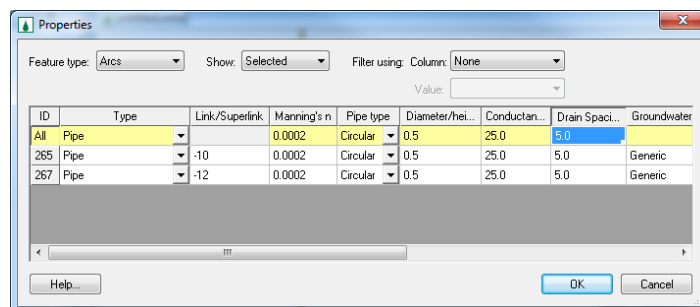 Properties
Feature type: Arcs Show: Selected Filter using: Column: None
Value:
ID Type Link/Superlink Manning's n Pipe type Diameter/hei... Conductan... Drain Spaci... Groundwater
All Pipe 0.0002 Circular 0.5 25.0 5.0
265 Pipe -10 0.0002 Circular 0.5 25.0 5.0 Generic
267 Pipe -12 0.0002 Circular 0.5 25.0 5.0 Generic
Help... OK Cancel